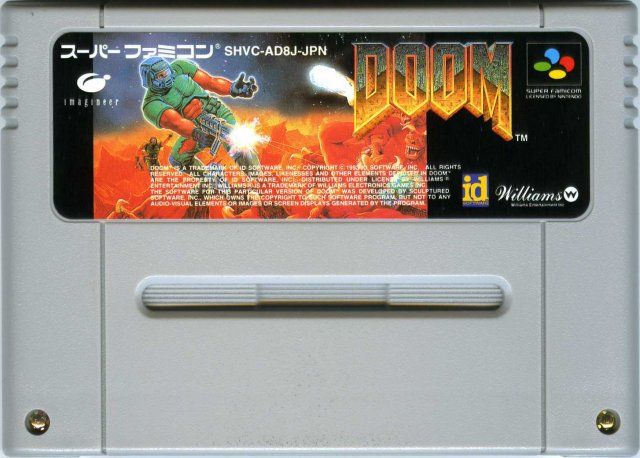 スーパーファミコン® SHVC-AD8J-JPN
imagineer
DOOM
TM
SUPER FAMICOM
LICENSED BY NINTENDO
DOOM™ IS A TRADEMARK OF ID SOFTWARE, INC. COPYRIGHT © 1993 ID SOFTWARE, INC. ALL RIGHTS
RESERVED. ALL CHARACTERS, IMAGES, LIKENESSES AND OTHER ELEMENTS DEPICTED IN DOOM™
ARE THE PROPERTY OF ID SOFTWARE, INC. DISTRIBUTED UNDER LICENSE BY WILLIAMS®
ENTERTAINMENT INC. WILLIAMS® IS A TRADEMARK OF WILLIAMS ELECTRONICS GAMES INC.
THE SOFTWARE FOR THIS PARTICULAR VERSION OF DOOM™ WAS DEVELOPED BY SCULPTURED
SOFTWARE, INC., WHICH OWNS THE COPYRIGHT TO SUCH SOFTWARE PROGRAM, BUT NOT TO ANY
AUDIO-VISUAL ELEMENTS OR IMAGES OR SCREEN DISPLAYS GENERATED BY THE PROGRAM.
id
SOFTWARE
Williams
Williams Entertainment Inc.